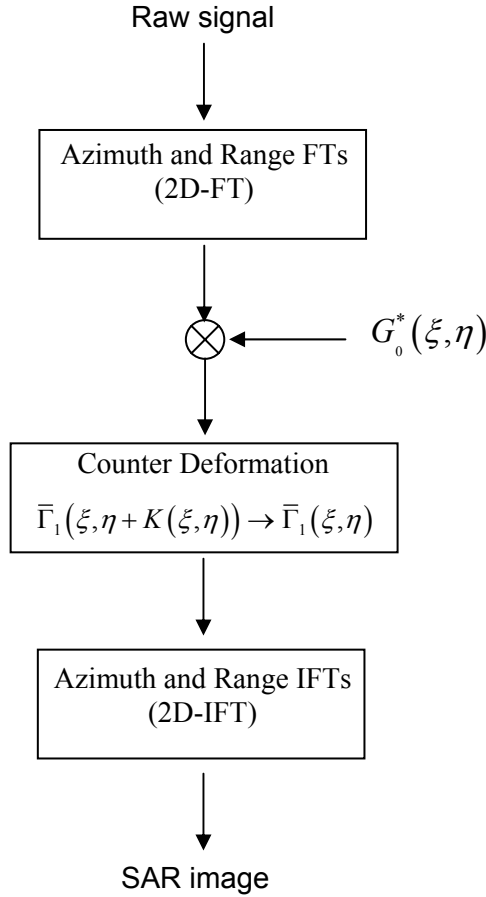 Raw signal
Azimuth and Range FTs
(2D-FT)
G₀*(ξ,η)
Counter Deformation
Γ̄₁(ξ,η + K(ξ,η)) → Γ̄₁(ξ,η)
Azimuth and Range IFTs
(2D-IFT)
SAR image